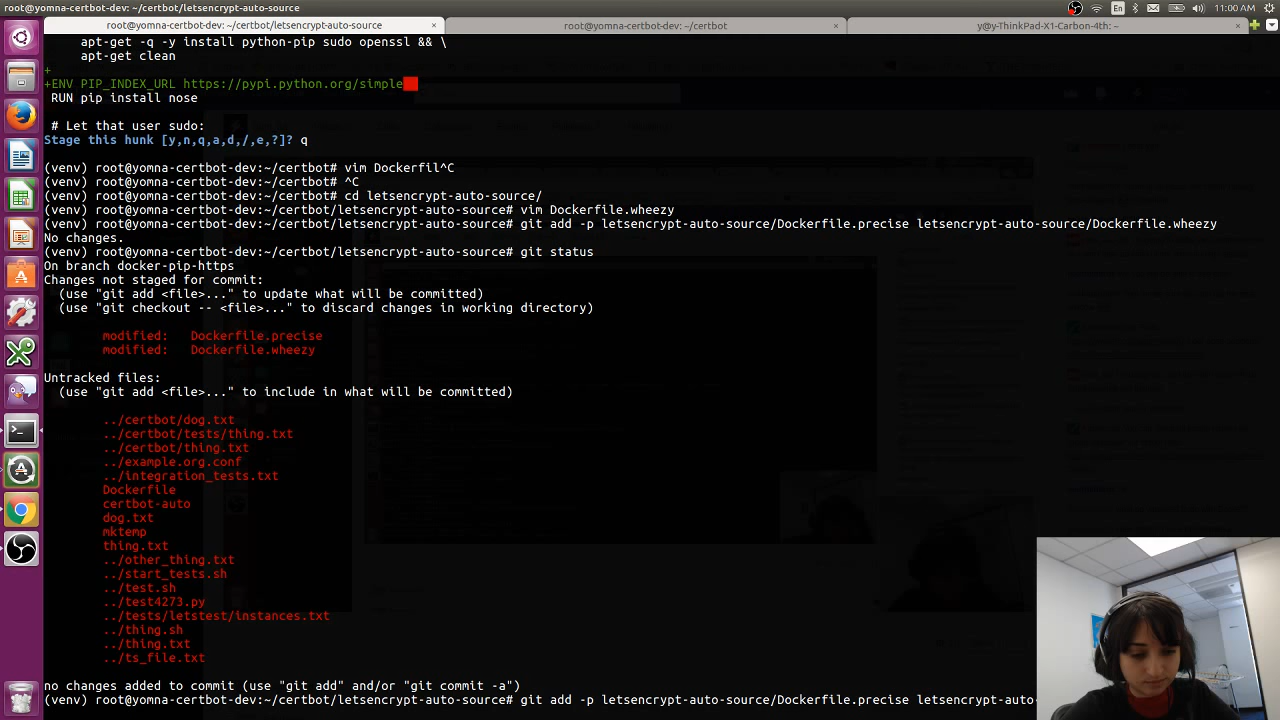 root@yomna-certbot-dev: ~/certbot/letsencrypt-auto-source
En
11:00 AM
root@yomna-certbot-dev: ~/certbot/letsencrypt-auto-source
×
root@yomna-certbot-dev: ~/certbot
×
y@y-ThinkPad-X1-Carbon-4th: ~
×
apt-get -q -y install python-pip sudo openssl && \
apt-get clean
+
+ENV PIP_INDEX_URL https://pypi.python.org/simple
RUN pip install nose
# Let that user sudo:
Stage this hunk [y,n,q,a,d,/,e,?]? q
(venv) root@yomna-certbot-dev:~/certbot# vim Dockerfil^C
(venv) root@yomna-certbot-dev:~/certbot# ^C
(venv) root@yomna-certbot-dev:~/certbot# cd letsencrypt-auto-source/
(venv) root@yomna-certbot-dev:~/certbot/letsencrypt-auto-source# vim Dockerfile.wheezy
(venv) root@yomna-certbot-dev:~/certbot/letsencrypt-auto-source# git add -p letsencrypt-auto-source/Dockerfile.precise letsencrypt-auto-source/Dockerfile.wheezy
No changes.
(venv) root@yomna-certbot-dev:~/certbot/letsencrypt-auto-source# git status
On branch docker-pip-https
Changes not staged for commit:
(use "git add <file>..." to update what will be committed)
(use "git checkout -- <file>..." to discard changes in working directory)
modified:   Dockerfile.precise
modified:   Dockerfile.wheezy
Untracked files:
(use "git add <file>..." to include in what will be committed)
../certbot/dog.txt
../certbot/tests/thing.txt
../certbot/thing.txt
../example.org.conf
../integration_tests.txt
Dockerfile
certbot-auto
dog.txt
mktemp
thing.txt
../other_thing.txt
../start_tests.sh
../test.sh
../test4273.py
../tests/letstest/instances.txt
../thing.sh
../thing.txt
../ts_file.txt
no changes added to commit (use "git add" and/or "git commit -a")
(venv) root@yomna-certbot-dev:~/certbot/letsencrypt-auto-source# git add -p letsencrypt-auto-source/Dockerfile.precise letsencrypt-auto-